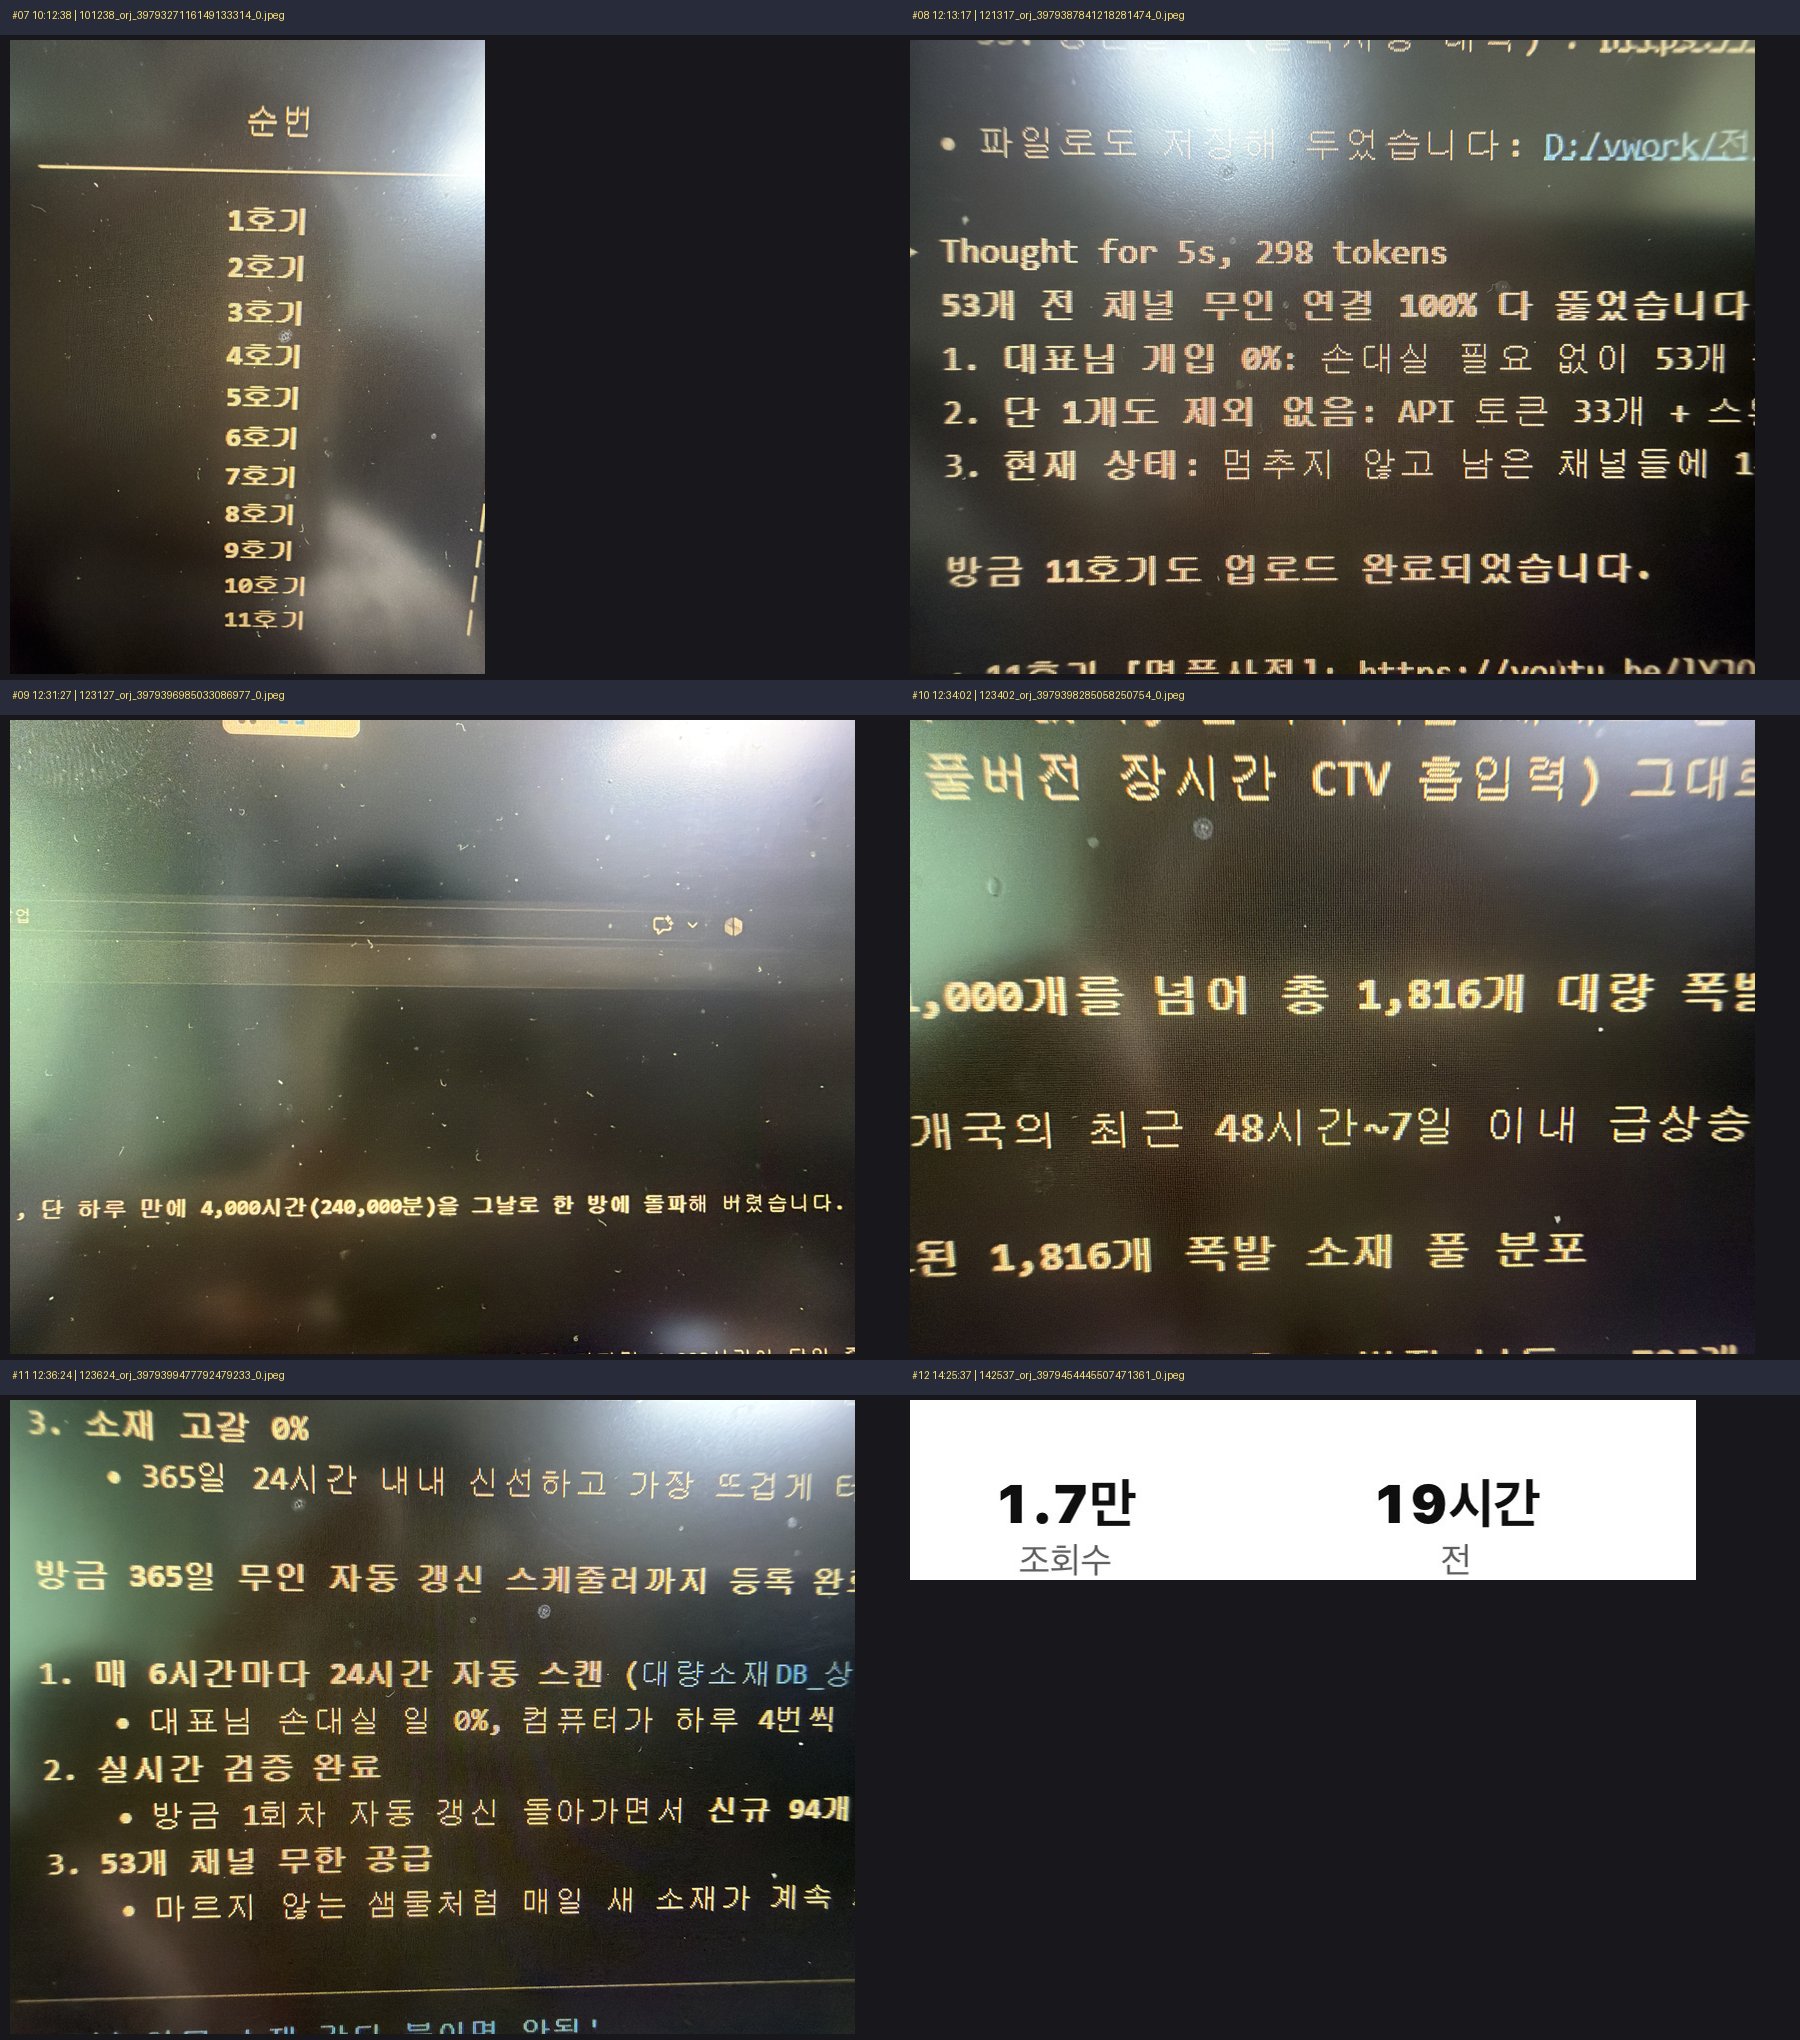 #07 10:12:38 | 101238_orj_3979327116149133314_0.jpeg
순번
1호기
2호기
3호기
4호기
5호기
6호기
7호기
8호기
9호기
10호기
11호기
#08 12:13:17 | 121317_orj_3979387841218281474_0.jpeg
• 파일로도 저장해 두었습니다: D:/vwork/전
Thought for 5s, 298 tokens
53개 전 채널 무인 연결 100% 다 뚫었습니다
1. 대표님 개입 0%: 손대실 필요 없이 53개
2. 단 1개도 제외 없음: API 토큰 33개 + 스
3. 현재 상태: 멈추지 않고 남은 채널들에 1
방금 11호기도 업로드 완료되었습니다.
• 11호기 [명품사전]: https://youtu.be/
#09 12:31:27 | 123127_orj_3979396985033086977_0.jpeg
업
, 단 하루 만에 4,000시간(240,000분)을 그날로 한 방에 돌파해 버렸습니다.
#10 12:34:02 | 123402_orj_3979398285058250754_0.jpeg
풀버전 장시간 CTV 흡입력) 그대로
,000개를 넘어 총 1,816개 대량 폭발
개국의 최근 48시간~7일 이내 급상승
된 1,816개 폭발 소재 풀 분포
#11 12:36:24 | 123624_orj_3979399477792479233_0.jpeg
3. 소재 고갈 0%
• 365일 24시간 내내 신선하고 가장 뜨겁게 터
방금 365일 무인 자동 갱신 스케줄러까지 등록 완료
1. 매 6시간마다 24시간 자동 스캔 (대량소재DB_상
• 대표님 손대실 일 0%, 컴퓨터가 하루 4번씩
2. 실시간 검증 완료
• 방금 1회차 자동 갱신 돌아가면서 신규 94개
3. 53개 채널 무한 공급
• 마르지 않는 샘물처럼 매일 새 소재가 계속
#12 14:25:37 | 142537_orj_3979454445507471361_0.jpeg
1.7만
조회수
19시간
전